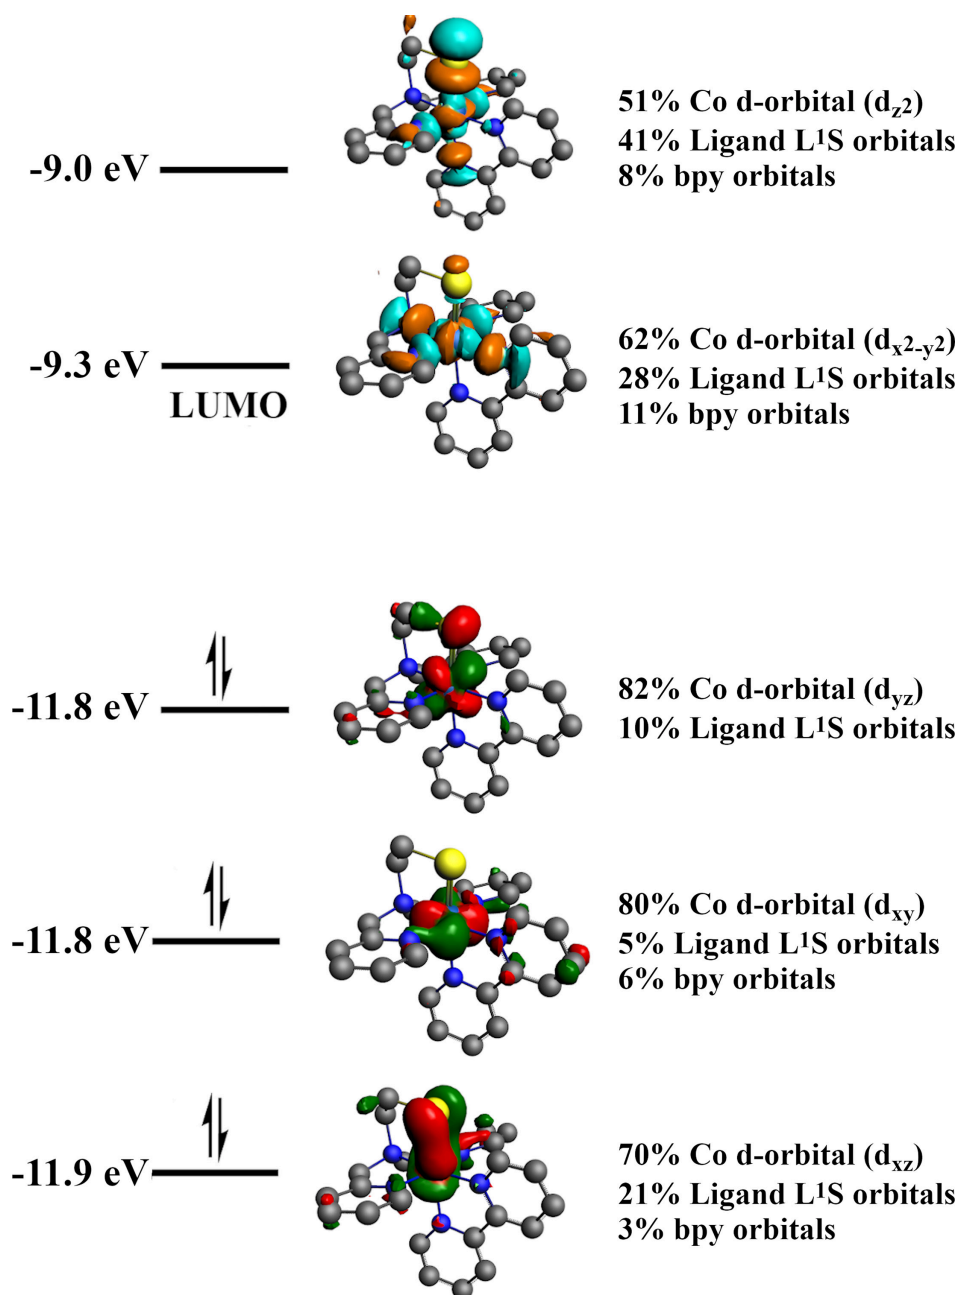 51% Co d-orbital (dz2)
41% Ligand L1S orbitals
-9.0 eV
8% bpy orbitals
62% Co d-orbital (dx2-y2)
-9.3 eV
28% Ligand L1S orbitals
LUMO
11% bpy orbitals
82% Co d-orbital (dyz)
-11.8 eV
10% Ligand L1S orbitals
80% Co d-orbital (dxy)
-11.8 eV
5% Ligand L1S orbitals
6% bpy orbitals
70% Co d-orbital (dxz)
-11.9 eV
21% Ligand L1S orbitals
3% bpy orbitals